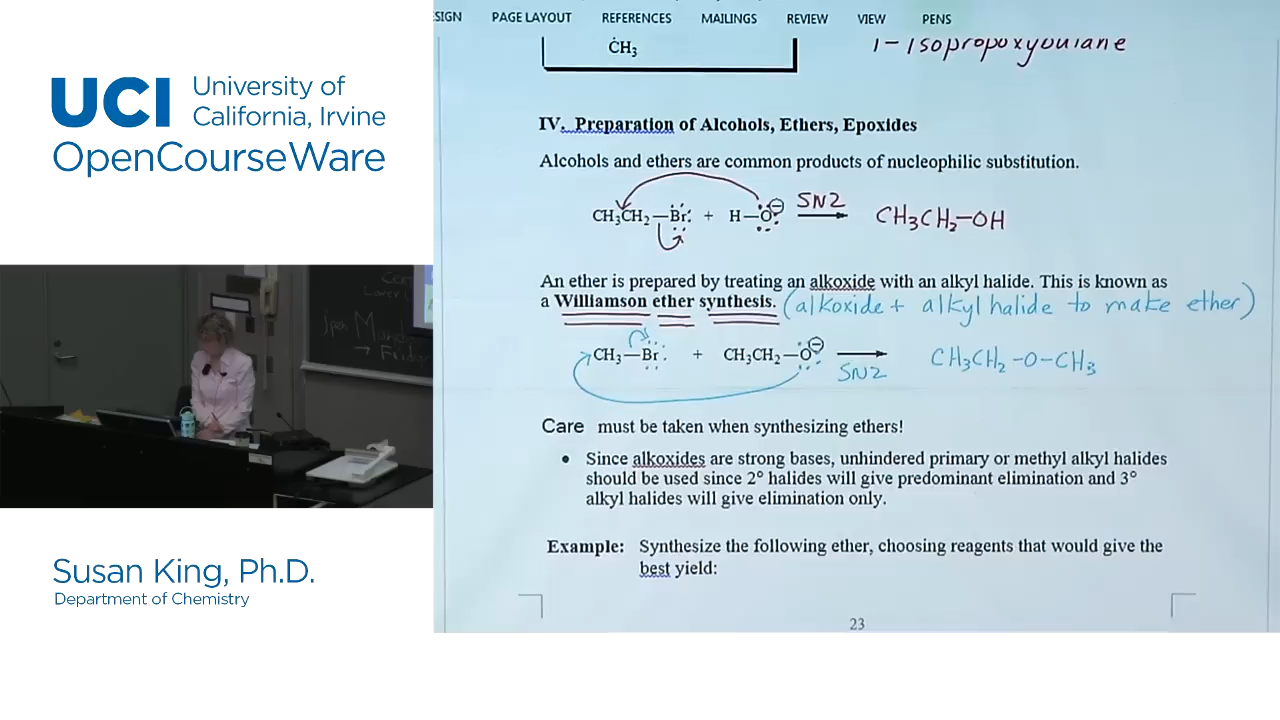 UCI University of
California, Irvine
OpenCourseWare
SIGN PAGE LAYOUT REFERENCES MAILINGS REVIEW VIEW PENS
CH3
IV. Preparation of Alcohols, Ethers, Epoxides
Alcohols and ethers are common products of nucleophilic substitution.
CH3CH2—Br: + H—O:⊖ SN2 CH3CH2—OH
An ether is prepared by treating an alkoxide with an alkyl halide. This is known as
a Williamson ether synthesis. (alkoxide + alkyl halide to make ether)
CH3—Br: + CH3CH2—O:⊖ SN2 CH3CH2-O-CH3
Care must be taken when synthesizing ethers!
• Since alkoxides are strong bases, unhindered primary or methyl alkyl halides
should be used since 2° halides will give predominant elimination and 3°
alkyl halides will give elimination only.
Example: Synthesize the following ether, choosing reagents that would give the
best yield:
23
Susan King, Ph.D.
Department of Chemistry